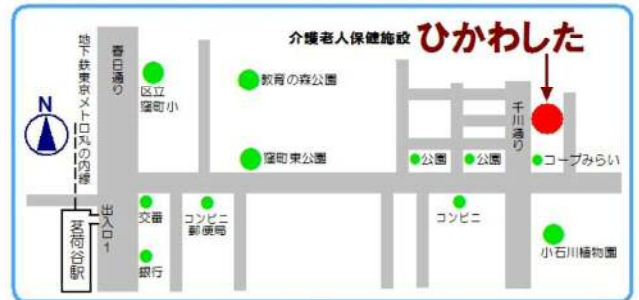 介護老人保健施設 ひかわした
地下鉄東京メトロ丸の内線
春日通り
N
区立
窪町小
教育の森公園
千川通り
窪町東公園
公園
公園
コープみらい
出入口1
茗荷谷駅
交番
コンビニ
郵便局
コンビニ
銀行
小石川植物園